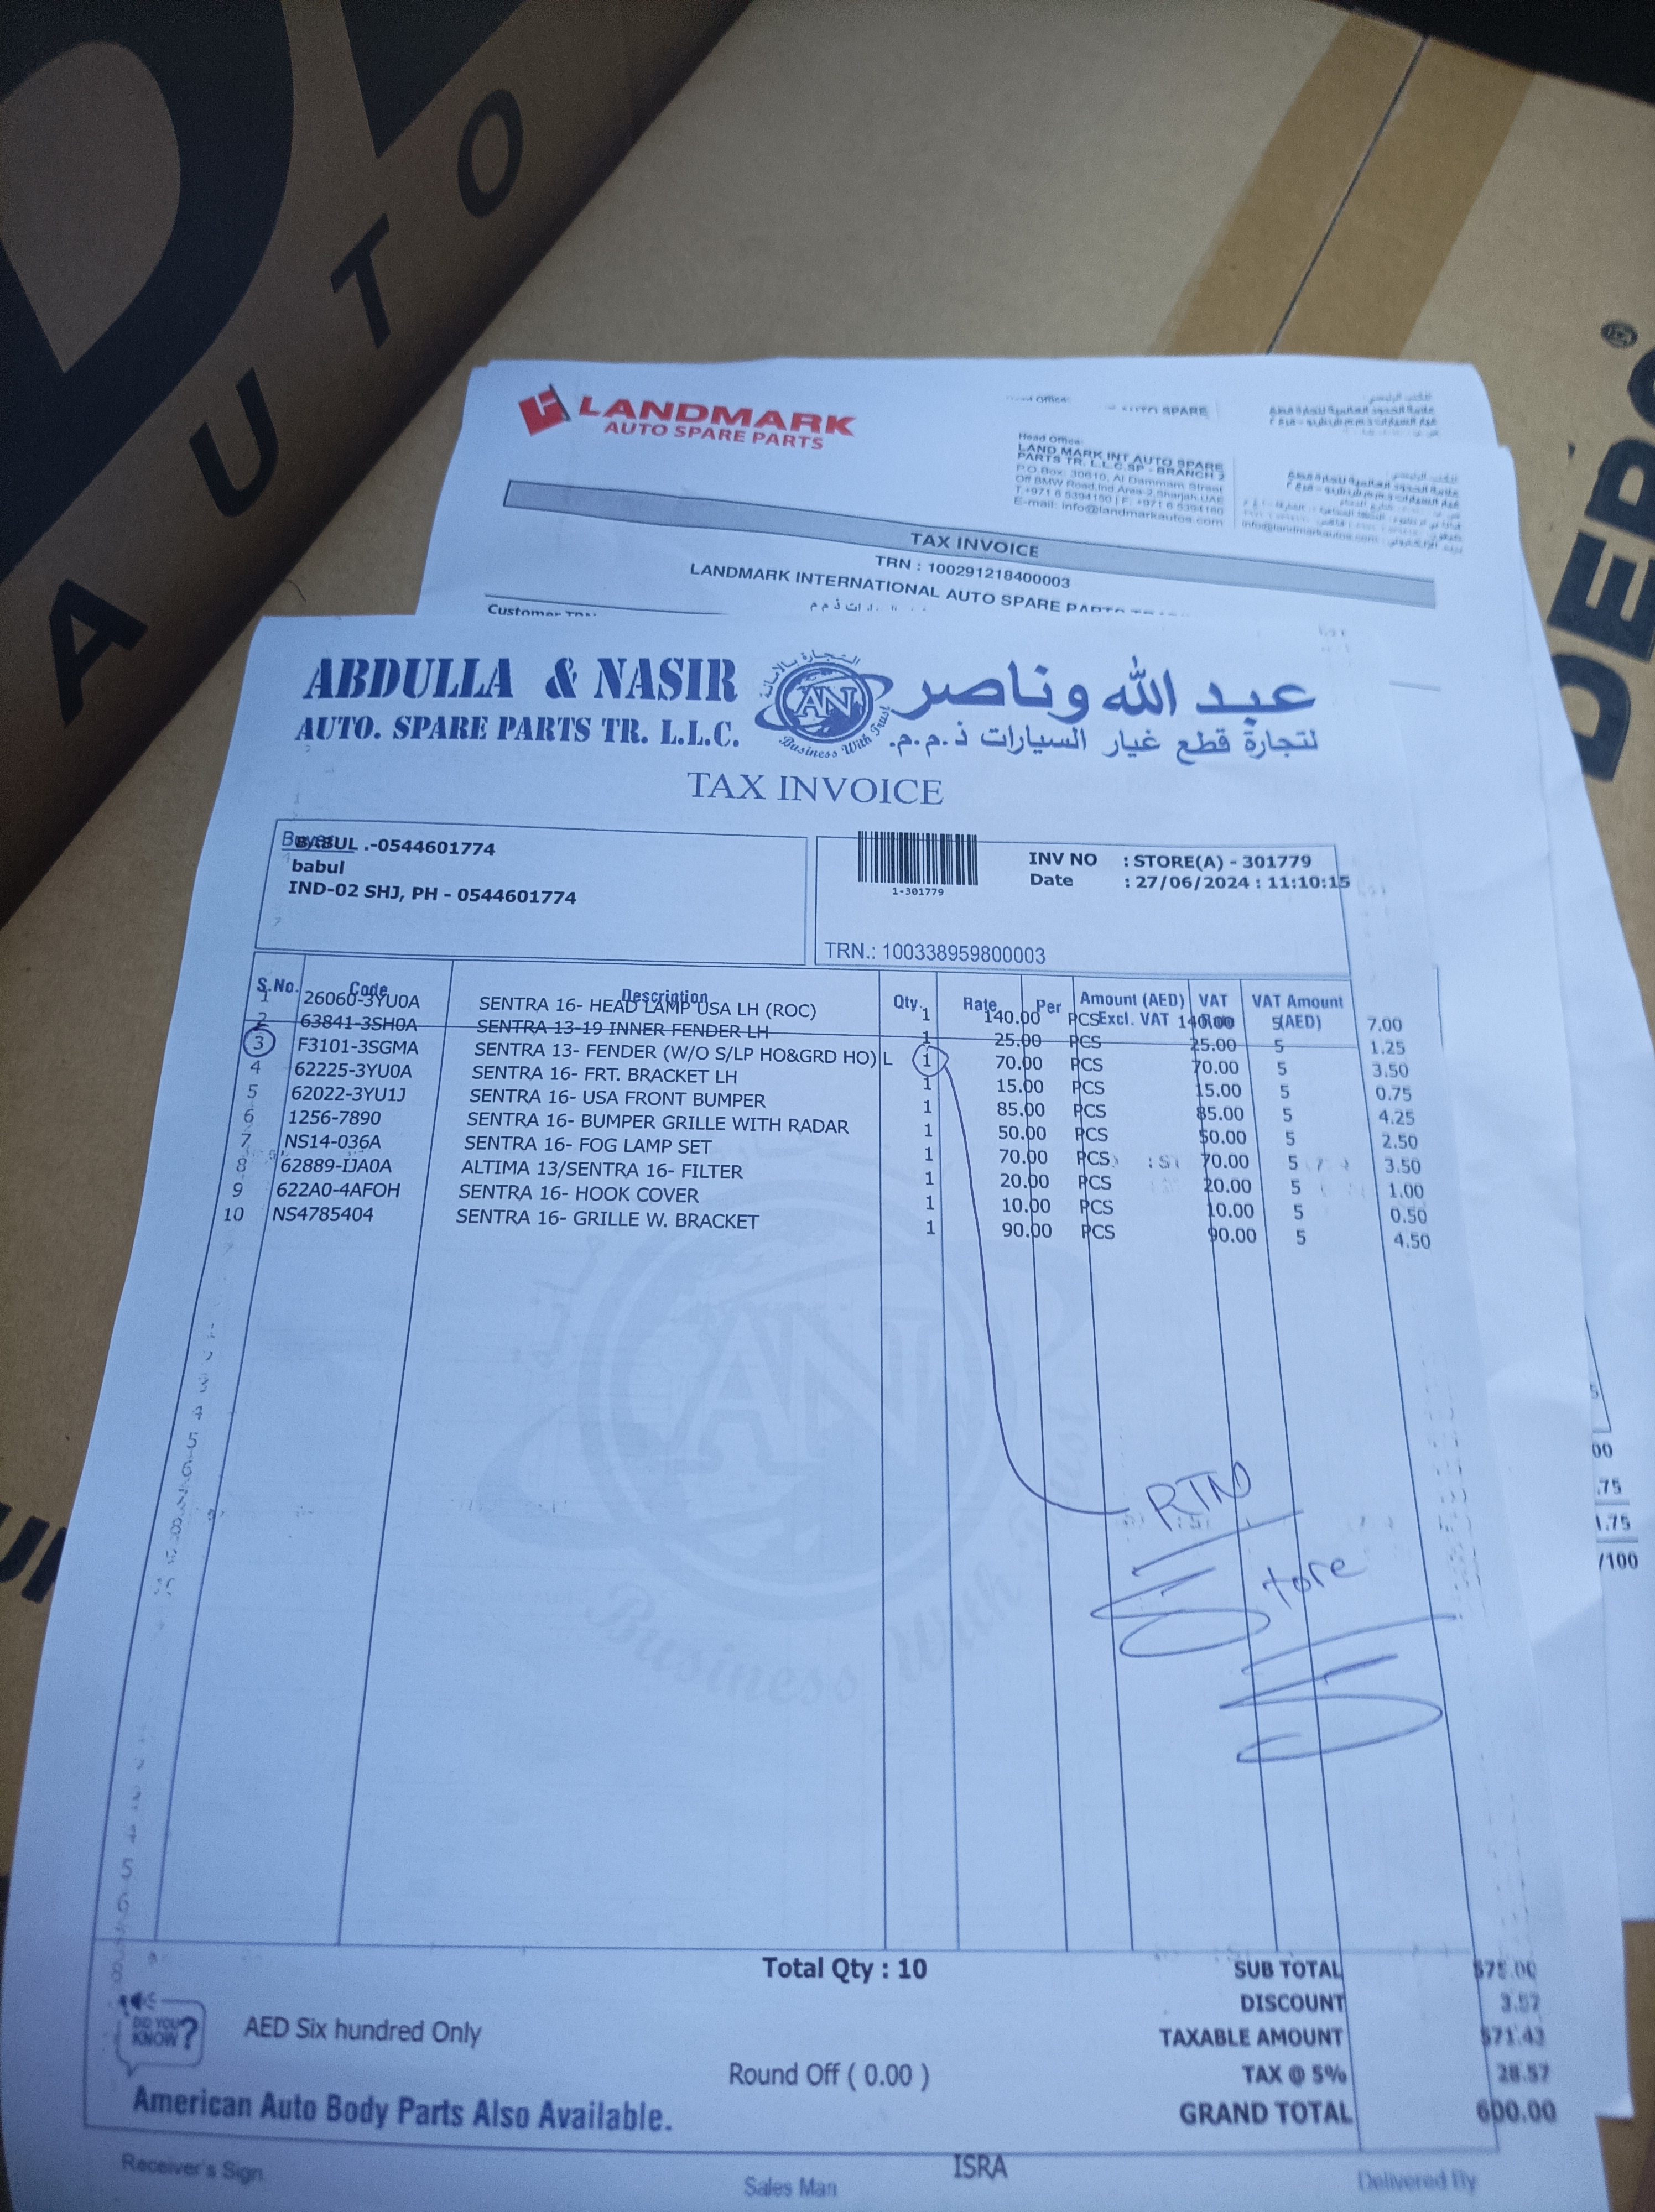 AUTO
DEPO
LANDMARK
AUTO SPARE PARTS
Head Office:
LAND MARK INT AUTO SPARE
PARTS TR. L.L.C.SP - BRANCH 2
P.O.Box: 30610, Al Dammam Street
Off BMW Road,Ind.Area-2,Sharjah,UAE
T.+971 6 5394150 | F. +971 6 5394160
E-mail: info@landmarkautos.com
TAX INVOICE
TRN : 100291218400003
LANDMARK INTERNATIONAL AUTO SPARE PARTS
ABDULLA & NASIR
AUTO. SPARE PARTS TR. L.L.C.
AN
Business With Trust
عبد الله وناصر
لتجارة قطع غيار السيارات ذ.م.م.
TAX INVOICE
Buyer
BABUL .-0544601774
babul
IND-02 SHJ, PH - 0544601774
1-301779
INV NO : STORE(A) - 301779
Date : 27/06/2024 : 11:10:15
TRN.: 100338959800003
S.No. Code Description Qty. Rate Per Amount (AED) Excl. VAT VAT VAT Amount (AED)
1 26060-3YU0A SENTRA 16- HEAD LAMP USA LH (ROC) 1 140.00 PCS 140.00 5 7.00
2 63841-3SH0A SENTRA 13-19 INNER FENDER LH 1 25.00 PCS 25.00 5 1.25
3 F3101-3SGMA SENTRA 13- FENDER (W/O S/LP HO&GRD HO) L 1 70.00 PCS 70.00 5 3.50
4 62225-3YU0A SENTRA 16- FRT. BRACKET LH 1 15.00 PCS 15.00 5 0.75
5 62022-3YU1J SENTRA 16- USA FRONT BUMPER 1 85.00 PCS 85.00 5 4.25
6 1256-7890 SENTRA 16- BUMPER GRILLE WITH RADAR 1 50.00 PCS 50.00 5 2.50
7 NS14-036A SENTRA 16- FOG LAMP SET 1 70.00 PCS 70.00 5 3.50
8 62889-IJA0A ALTIMA 13/SENTRA 16- FILTER 1 20.00 PCS 20.00 5 1.00
9 622A0-4AFOH SENTRA 16- HOOK COVER 1 10.00 PCS 10.00 5 0.50
10 NS4785404 SENTRA 16- GRILLE W. BRACKET 1 90.00 PCS 90.00 5 4.50
RTN
Store
Total Qty : 10
SUB TOTAL 575.00
DISCOUNT 3.57
TAXABLE AMOUNT 571.43
TAX @ 5% 28.57
GRAND TOTAL 600.00
DID YOU KNOW?
AED Six hundred Only
Round Off ( 0.00 )
American Auto Body Parts Also Available.
Receiver's Sign
Sales Man
ISRA
Delivered By